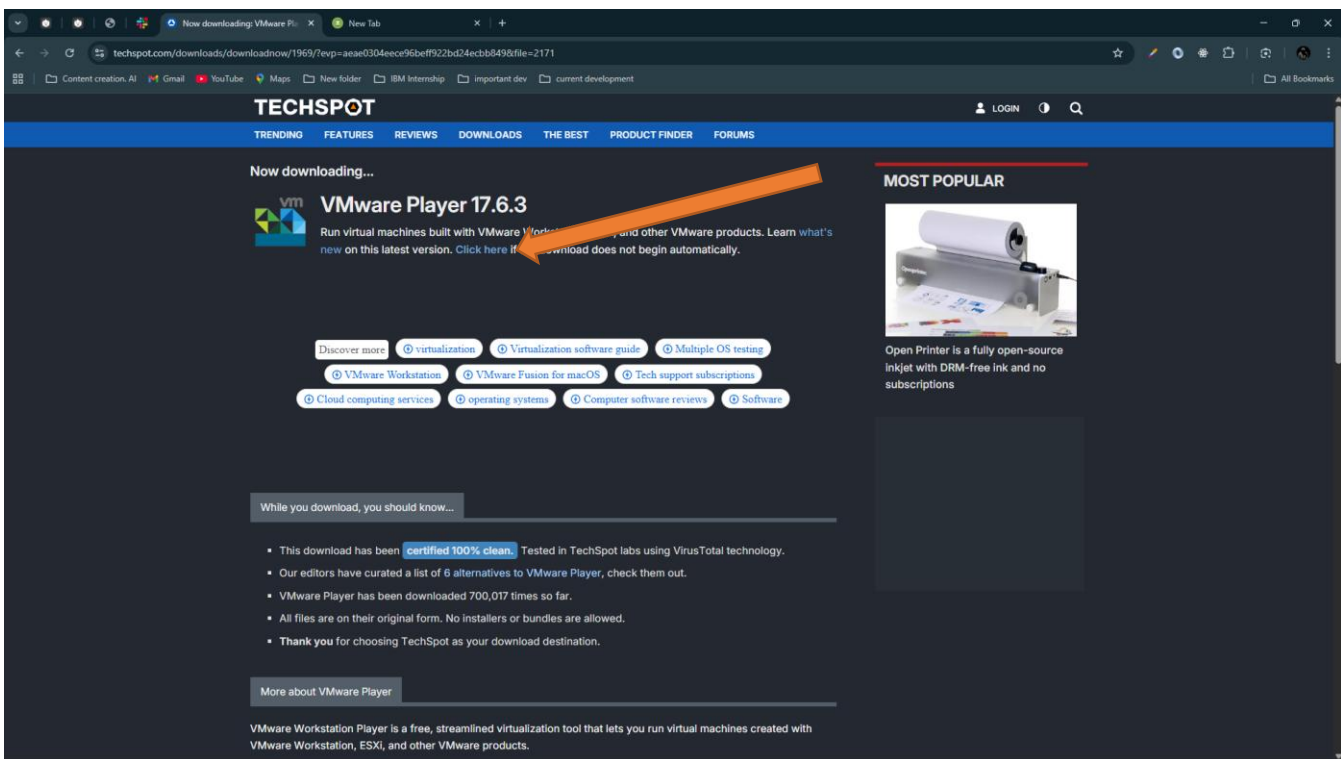 Now downloading: VMware Pla
New Tab
techspot.com/downloads/downloadnow/1969/?evp=aeae0304eece96beff922bd24ecbb849&file=2171
Content creation. AI
Gmail
YouTube
Maps
New folder
IBM Internship
important dev
current development
All Bookmarks
TECHSPOT
LOGIN
TRENDING FEATURES REVIEWS DOWNLOADS THE BEST PRODUCT FINDER FORUMS
Now downloading...
vm
VMware Player 17.6.3
Run virtual machines built with VMware and other VMware products. Learn what's
new on this latest version. Click here if download does not begin automatically.
Discover more
virtualization
Virtualization software guide
Multiple OS testing
VMware Workstation
VMware Fusion for macOS
Tech support subscriptions
Cloud computing services
operating systems
Computer software reviews
Software
MOST POPULAR
Open Printer is a fully open-source
inkjet with DRM-free ink and no
subscriptions
While you download, you should know...
This download has been certified 100% clean. Tested in TechSpot labs using VirusTotal technology.
Our editors have curated a list of 6 alternatives to VMware Player, check them out.
VMware Player has been downloaded 700,017 times so far.
All files are on their original form. No installers or bundles are allowed.
Thank you for choosing TechSpot as your download destination.
More about VMware Player
VMware Workstation Player is a free, streamlined virtualization tool that lets you run virtual machines created with
VMware Workstation, ESXi, and other VMware products.